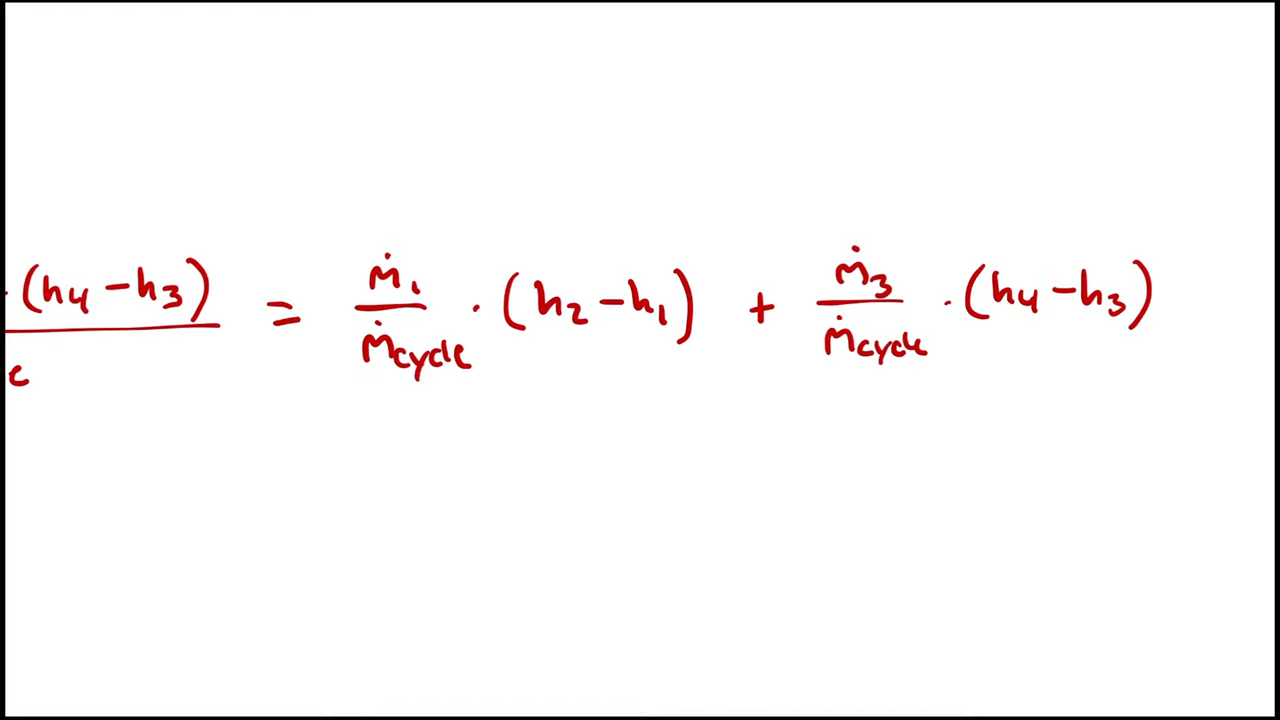 · (h₄ − h₃) / e = ṁ₁ / ṁcycle · (h₂ − h₁) + ṁ₃ / ṁcycle · (h₄ − h₃)